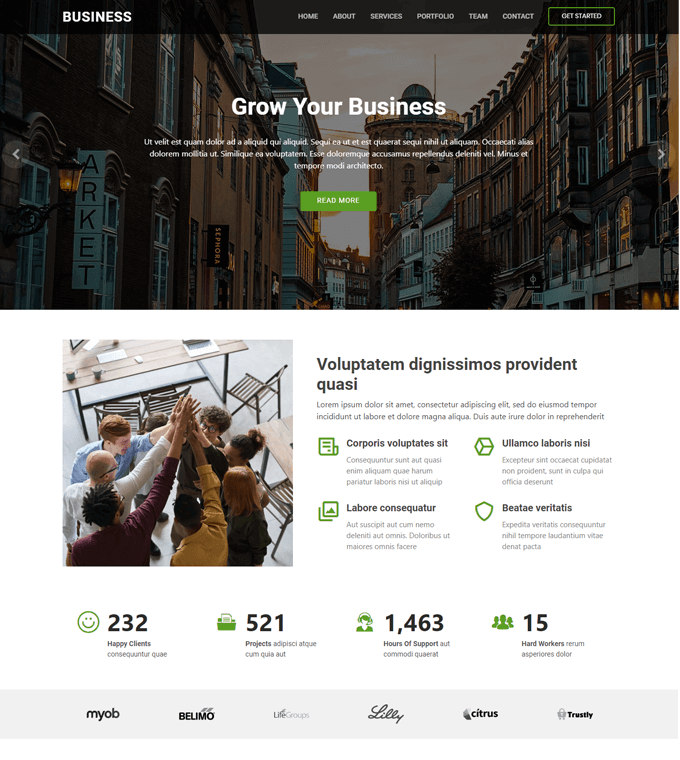 BUSINESS
HOME ABOUT SERVICES PORTFOLIO TEAM CONTACT GET STARTED
Grow Your Business
Ut velit est quam dolor ad a aliquid qui aliquid. Sequi ea ut et est quaerat sequi nihil ut aliquam. Occaecati alias
dolorem mollitia ut. Similique ea voluptatem. Esse doloremque accusamus repellendus deleniti vel. Minus et
tempore modi architecto.
READ MORE
ARKET
SEPHORA
Voluptatem dignissimos provident
quasi
Lorem ipsum dolor sit amet, consectetur adipiscing elit, sed do eiusmod tempor
incididunt ut labore et dolore magna aliqua. Duis aute irure dolor in reprehenderit
Corporis voluptates sit
Consequuntur sunt aut quasi
enim aliquam quae harum
pariatur laboris nisi ut aliquip
Ullamco laboris nisi
Excepteur sint occaecat cupidatat
non proident, sunt in culpa qui
officia deserunt
Labore consequatur
Aut suscipit aut cum nemo
deleniti aut omnis. Doloribus ut
maiores omnis facere
Beatae veritatis
Expedita veritatis consequuntur
nihil tempore laudantium vitae
denat pacta
232
Happy Clients
consequuntur quae
521
Projects adipisci atque
cum quia aut
1,463
Hours Of Support aut
commodi quaerat
15
Hard Workers rerum
asperiores dolor
myob BELIMO LifeGroups Lilly citrus Trustly